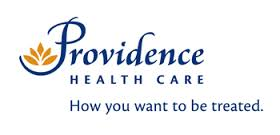 Providence
HEALTH CARE
How you want to be treated.